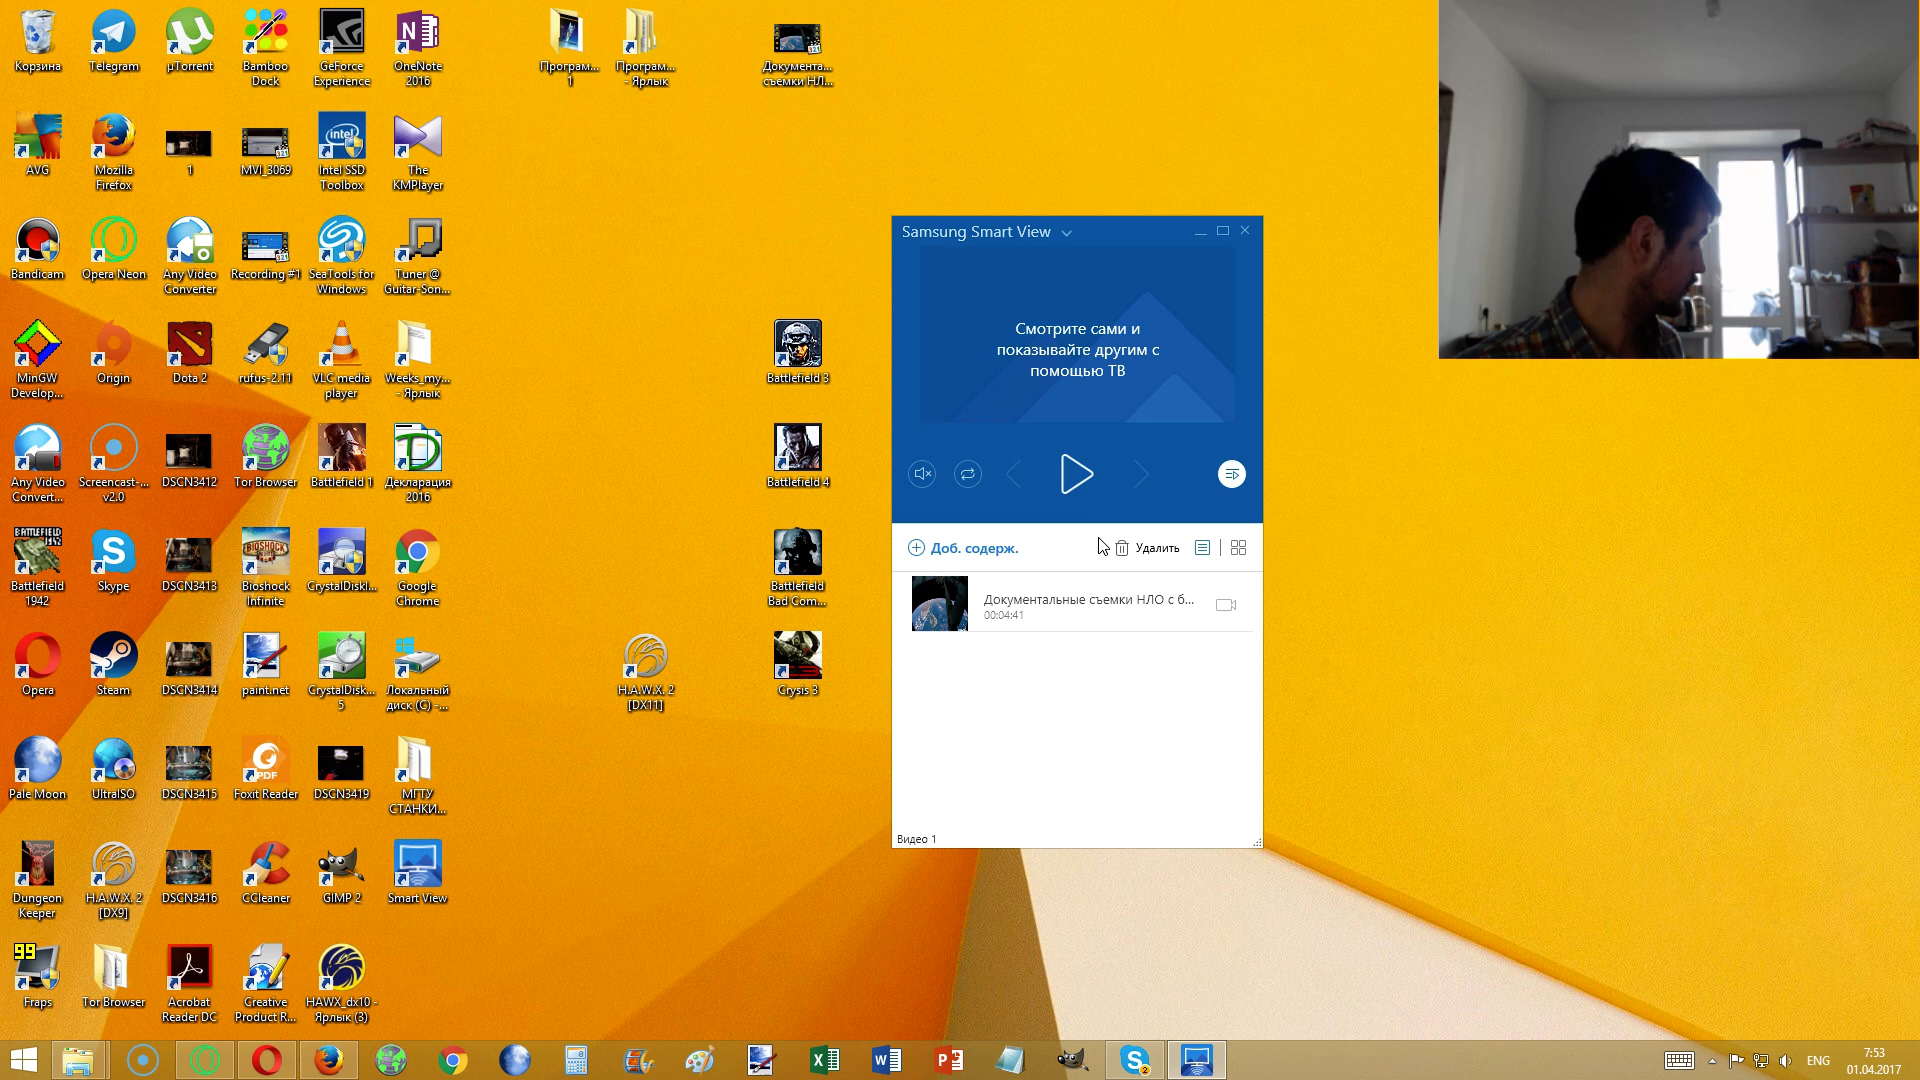 Корзина
Telegram
µTorrent
Bamboo
Dock
GeForce
Experience
OneNote
2016
Програм...
1
Програм...
- Ярлык
Документа...
съемки НЛ...
AVG
Mozilla
Firefox
1
MVI_3069
intel
Intel SSD
Toolbox
The
KMPlayer
Bandicam
Opera Neon
Any Video
Converter
Recording #1
SeaTools for
Windows
Tuner @
Guitar-Son...
Samsung Smart View
Смотрите сами и
показывайте другим с
помощью ТВ
MinGW
Develop...
Origin
Dota 2
rufus-2.11
VLC media
player
Weeks_my...
- Ярлык
Battlefield 3
Any Video
Convert...
Screencast-...
v2.0
DSCN3412
Tor Browser
Battlefield 1
Декларация
2016
Battlefield 4
BATTLEFIELD
1942
Battlefield
1942
Skype
DSCN3413
BIOSHOCK
Bioshock
Infinite
CrystalDiskI...
Google
Chrome
Battlefield
Bad Com...
Доб. содерж.
Удалить
Документальные съемки НЛО с б...
00:04:41
Opera
Steam
DSCN3414
paint.net
CrystalDisk...
5
Локальный
диск (C) -...
H.A.W.X. 2
[DX11]
Crysis 3
Pale Moon
UltraISO
DSCN3415
PDF
Foxit Reader
DSCN3419
МГТУ
СТАНКИ...
Видео 1
Dungeon
Keeper
H.A.W.X. 2
[DX9]
DSCN3416
CCleaner
GIMP 2
Smart View
99
Fraps
Tor Browser
Acrobat
Reader DC
Creative
Product R...
HAWX_dx10 -
Ярлык (3)
2
ENG
7:53
01.04.2017